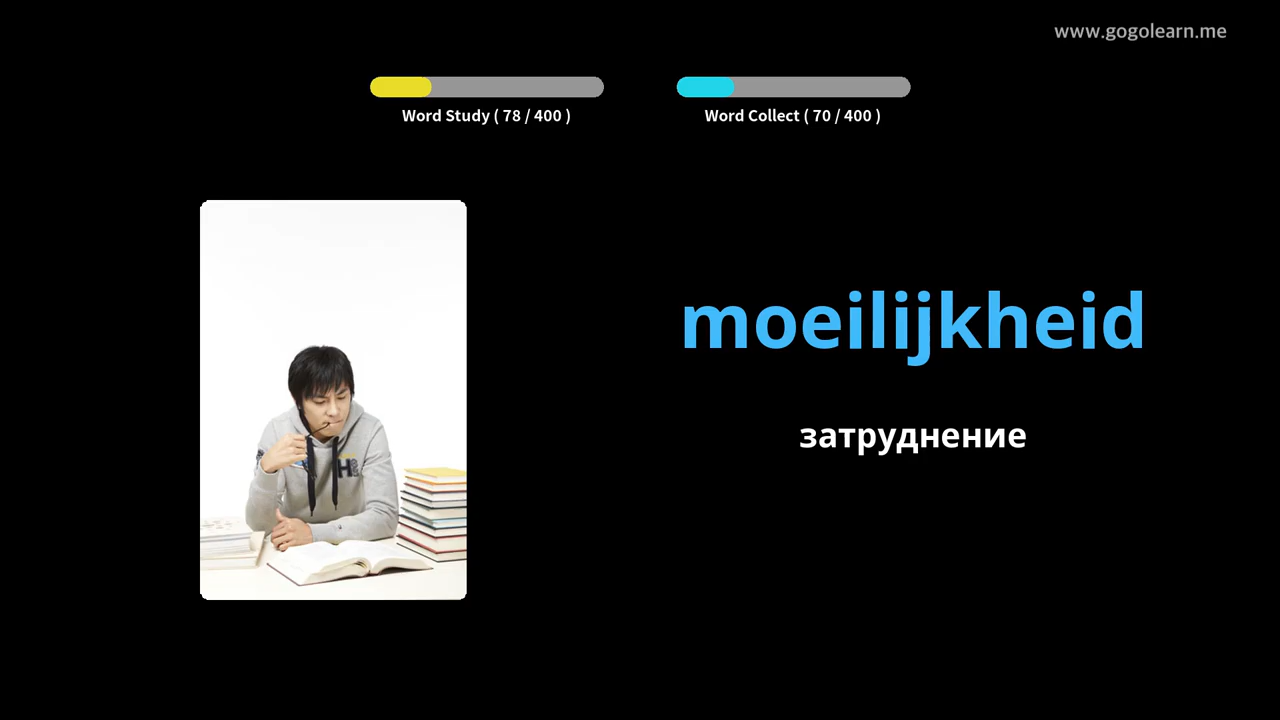 www.gogolearn.me
Word Study ( 78 / 400 )
Word Collect ( 70 / 400 )
moeilijkheid
затруднение
H